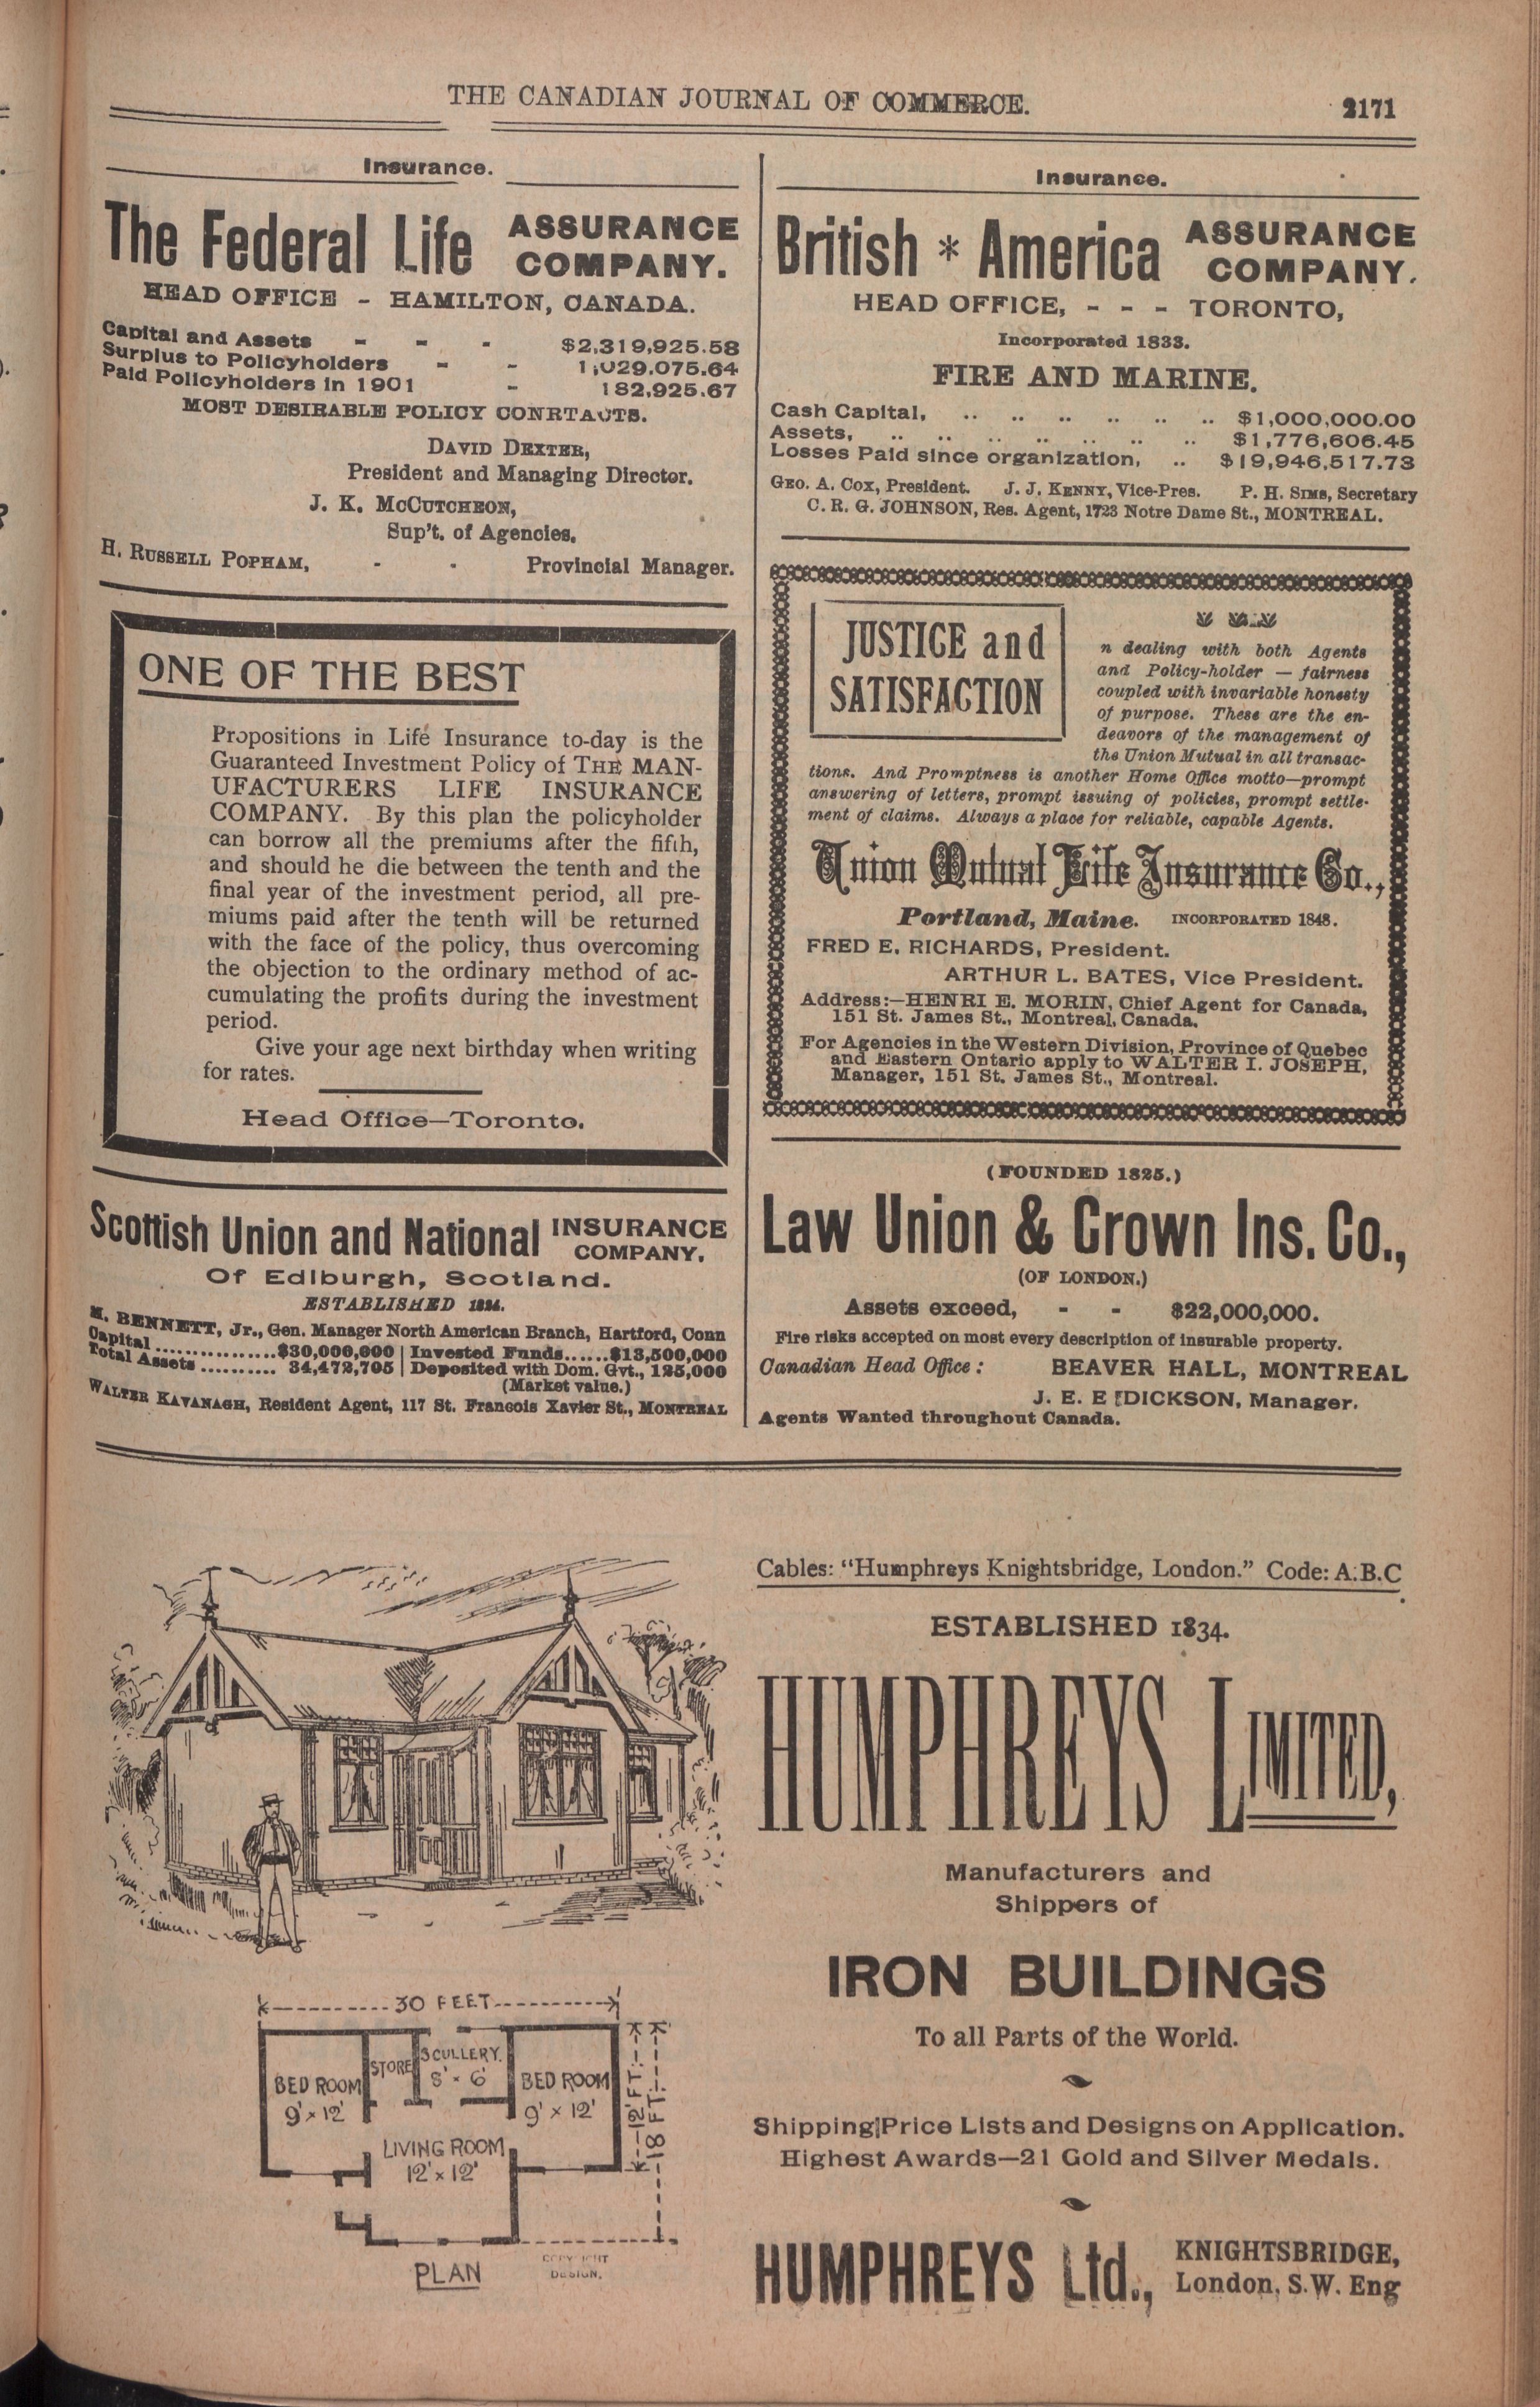 THE CANADIAN JOURNAL OF COMMERCE.
2171
Insurance.
The Federal Life ASSURANCE COMPANY.
HEAD OFFICE - HAMILTON, CANADA.
Capital and Assets - - - $2,319,925.58
Surplus to Policyholders - - 1,029.075.64
Paid Policyholders in 1901 - 182,925.67
MOST DESIRABLE POLICY CONRTACTS.
DAVID DEXTER,
President and Managing Director.
J. K. MCCUTCHEON,
Sup't. of Agencies.
H. RUSSELL POPHAM, - - Provincial Manager.
ONE OF THE BEST
Propositions in Life Insurance to-day is the
Guaranteed Investment Policy of THE MAN-
UFACTURERS LIFE INSURANCE
COMPANY. By this plan the policyholder
can borrow all the premiums after the fifth,
and should he die between the tenth and the
final year of the investment period, all pre-
miums paid after the tenth will be returned
with the face of the policy, thus overcoming
the objection to the ordinary method of ac-
cumulating the profits during the investment
period.
Give your age next birthday when writing
for rates.
Head Office—Toronto.
Scottish Union and National INSURANCE COMPANY,
Of Edlburgh, Scotland.
ESTABLISHED 1824.
M. BENNETT, Jr., Gen. Manager North American Branch, Hartford, Conn
Capital ................$30,000,000 | Invested Funds......$13,500,000
Total Assets .......... 34,472,705 | Deposited with Dom. Gvt., 125,000
(Market value.)
WALTER KAVANAGH, Resident Agent, 117 St. Francois Xavier St., MONTREAL
Insurance.
British * America ASSURANCE COMPANY.
HEAD OFFICE, - - - TORONTO,
Incorporated 1833.
FIRE AND MARINE.
Cash Capital, .. .. .. .. .. .. $1,000,000.00
Assets, .. .. .. .. .. .. .. $1,776,606.45
Losses Paid since organization, .. $19,946,517.73
GEO. A. COX, President. J. J. KENNY, Vice-Pres. P. H. SIMS, Secretary
C. R. G. JOHNSON, Res. Agent, 1723 Notre Dame St., MONTREAL.
JUSTICE and
SATISFACTION
n dealing with both Agents
and Policy-holder — fairness
coupled with invariable honesty
of purpose. These are the en-
deavors of the management of
the Union Mutual in all transac-
tions. And Promptness is another Home Office motto—prompt
answering of letters, prompt issuing of policies, prompt settle-
ment of claims. Always a place for reliable, capable Agents.
Union Mutual Life Insurance Co.,
Portland, Maine. INCORPORATED 1848.
FRED E. RICHARDS, President.
ARTHUR L. BATES, Vice President.
Address:—HENRI E. MORIN, Chief Agent for Canada,
151 St. James St., Montreal, Canada.
For Agencies in the Western Division, Province of Quebec
and Eastern Ontario apply to WALTER I. JOSEPH,
Manager, 151 St. James St., Montreal.
(FOUNDED 1825.)
Law Union & Crown Ins. Co.,
(OF LONDON.)
Assets exceed, - - $22,000,000.
Fire risks accepted on most every description of insurable property.
Canadian Head Office: BEAVER HALL, MONTREAL
J. E. E DICKSON, Manager.
Agents Wanted throughout Canada.
30 FEET
BED ROOM
9' x 12'
STORE
SCULLERY.
8' x 6'
BED ROOM
9' x 12'
12 FT.
18 FT.
LIVING ROOM
12' x 12'
PLAN
COPYRIGHT
DESIGN.
Cables: "Humphreys Knightsbridge, London." Code: A.B.C
ESTABLISHED 1834.
HUMPHREYS LIMITED,
Manufacturers and
Shippers of
IRON BUILDINGS
To all Parts of the World.
Shipping Price Lists and Designs on Application.
Highest Awards—21 Gold and Silver Medals.
HUMPHREYS Ltd., KNIGHTSBRIDGE,
London, S.W. Eng